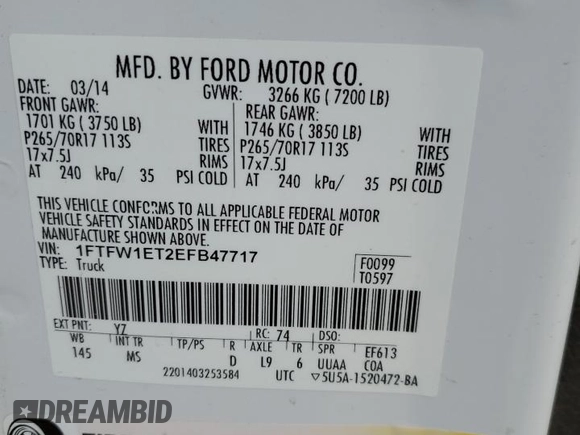 MFD. BY FORD MOTOR CO.
DATE: 03/14 GVWR: 3266 KG ( 7200 LB)
FRONT GAWR: REAR GAWR:
1701 KG ( 3750 LB) WITH 1746 KG ( 3850 LB) WITH
P265/70R17 113S TIRES P265/70R17 113S TIRES
17x7.5J RIMS 17x7.5J RIMS
AT 240 kPa/ 35 PSI COLD AT 240 kPa/ 35 PSI COLD
THIS VEHICLE CONFORMS TO ALL APPLICABLE FEDERAL MOTOR
VEHICLE SAFETY STANDARDS IN EFFECT ON THE DATE OF
MANUFACTURE SHOWN ABOVE.
VIN: 1FTFW1ET2EFB47717 F0099
TYPE: Truck T0597
EXT PNT: YZ RC: 74 DSO:
WB INT TR TP/PS R AXLE TR SPR EF613
145 MS D L9 6 UUAA COA
2201403253584 UTC ▽5U5A-1520472-BA
DREAMBID